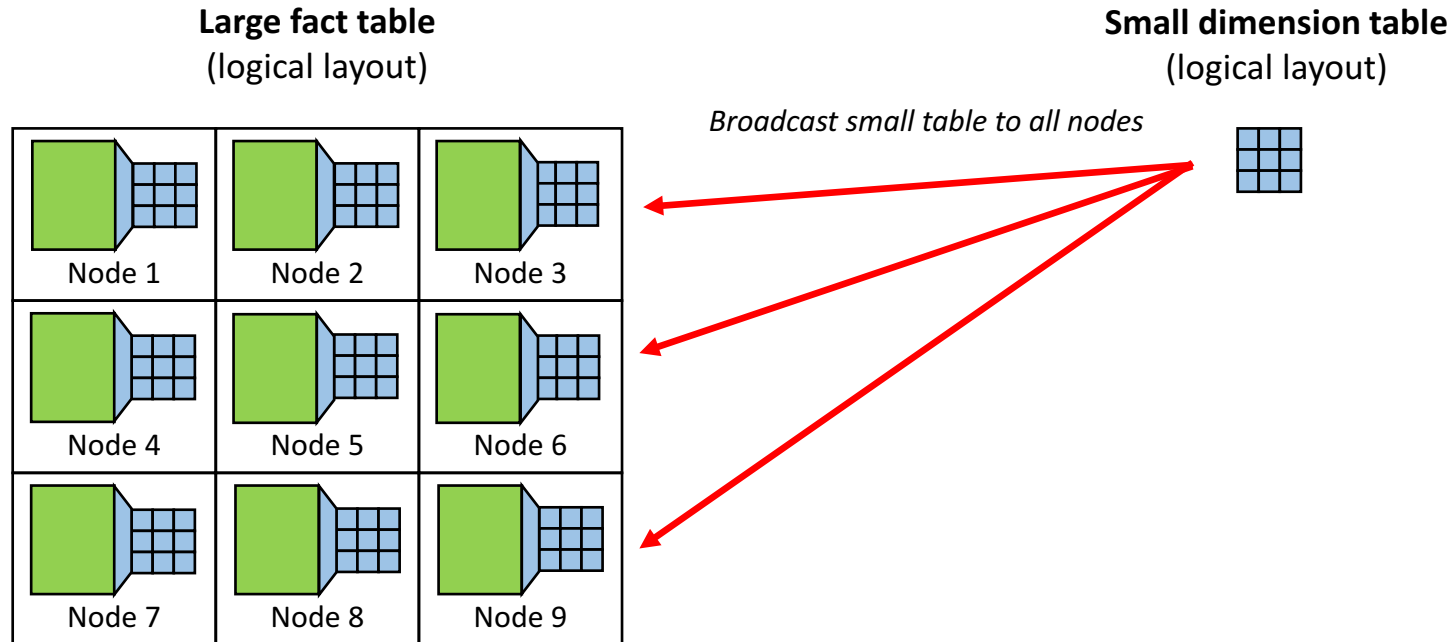 Large fact table
(logical layout)
Small dimension table
(logical layout)
Broadcast small table to all nodes
Node 1
Node 2
Node 3
Node 4
Node 5
Node 6
Node 7
Node 8
Node 9